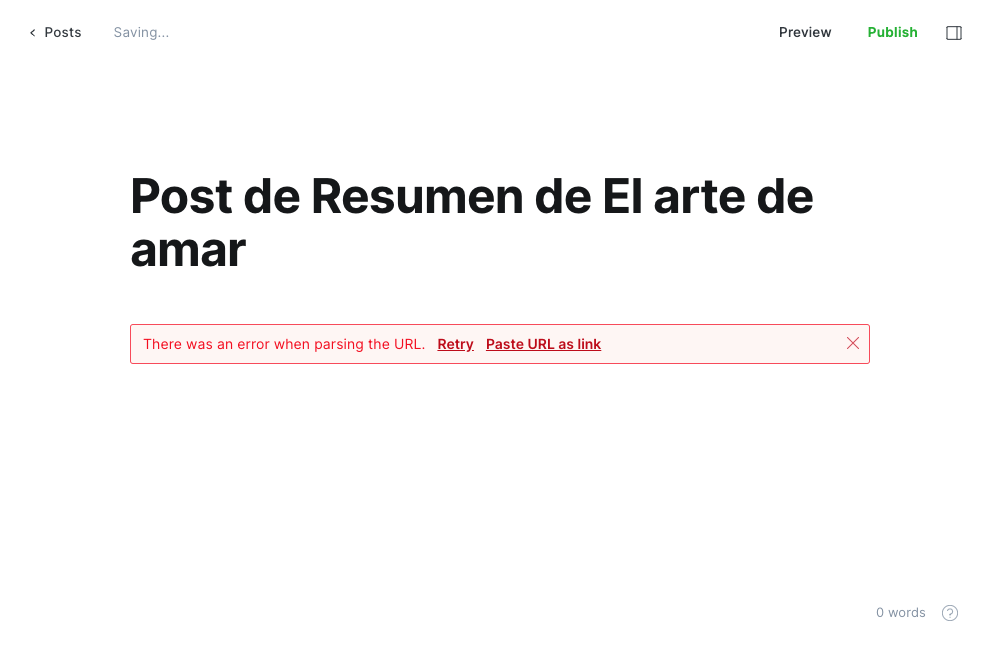 Posts
Saving...
Preview
Publish
Post de Resumen de El arte de
amar
There was an error when parsing the URL. Retry Paste URL as link
0 words
?